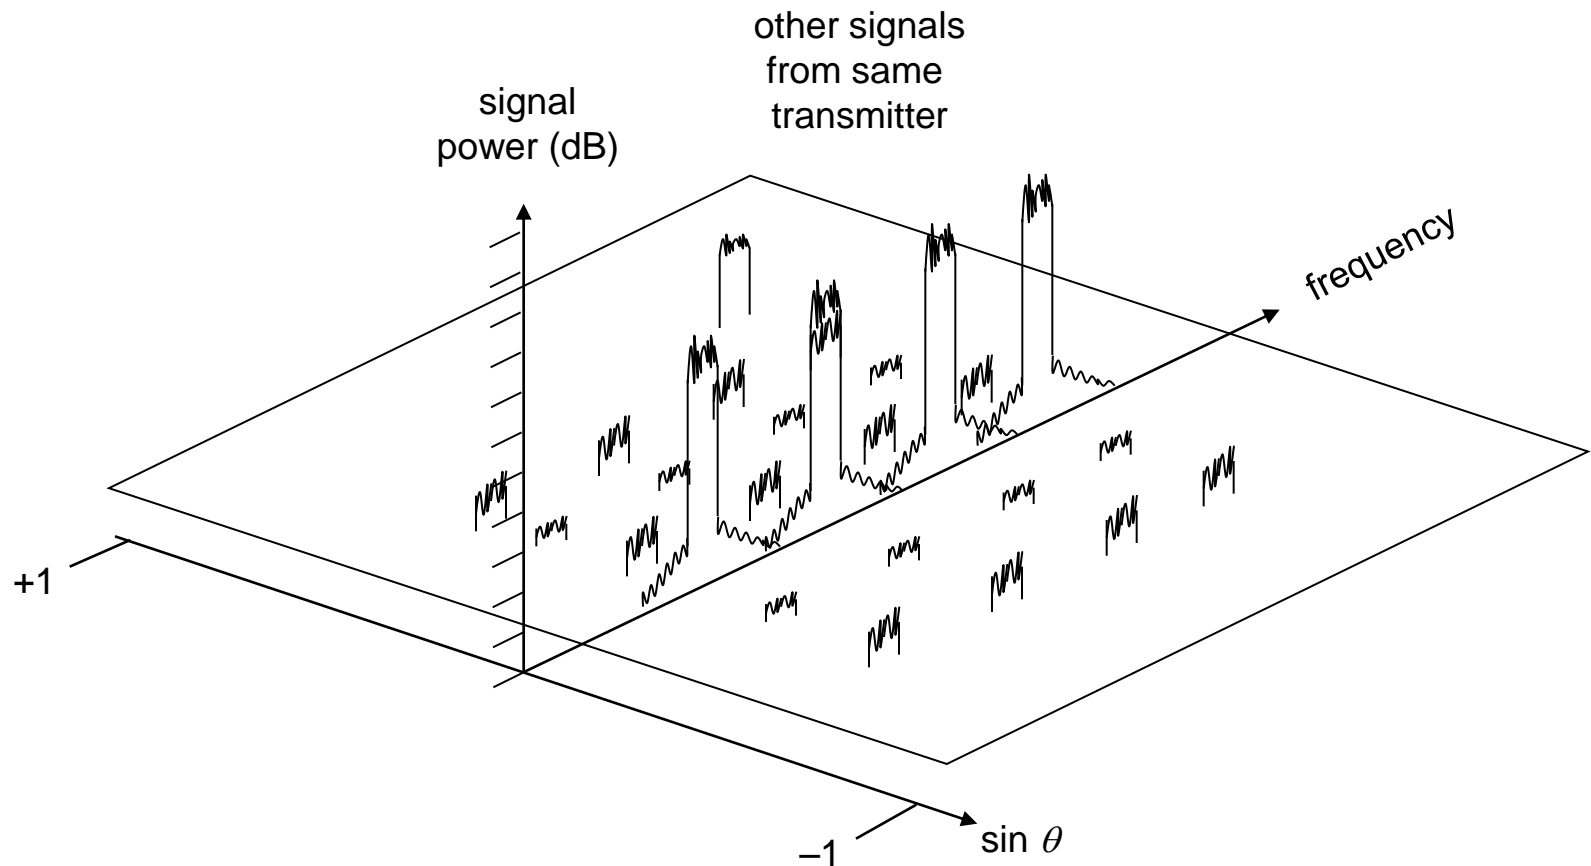 other signals
from same
transmitter
signal
power (dB)
frequency
+1
–1
sin θ